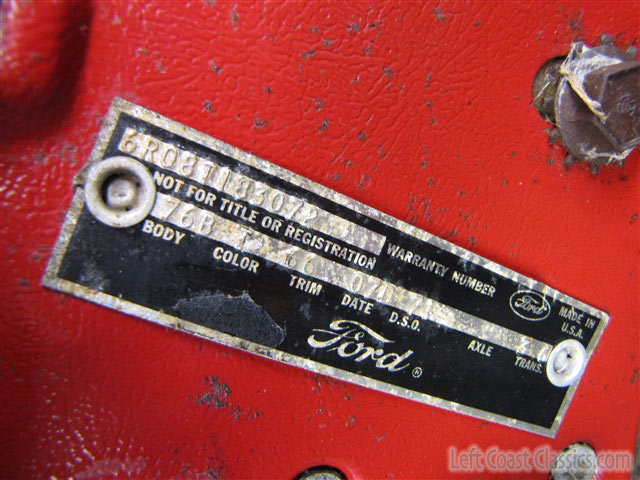 6R08T183072
NOT FOR TITLE OR REGISTRATION
WARRANTY NUMBER
76B 66
BODY COLOR TRIM DATE D.S.O. AXLE TRANS.
Ford
MADE IN
U.S.A.
Ford®
Left Coast Classics.com